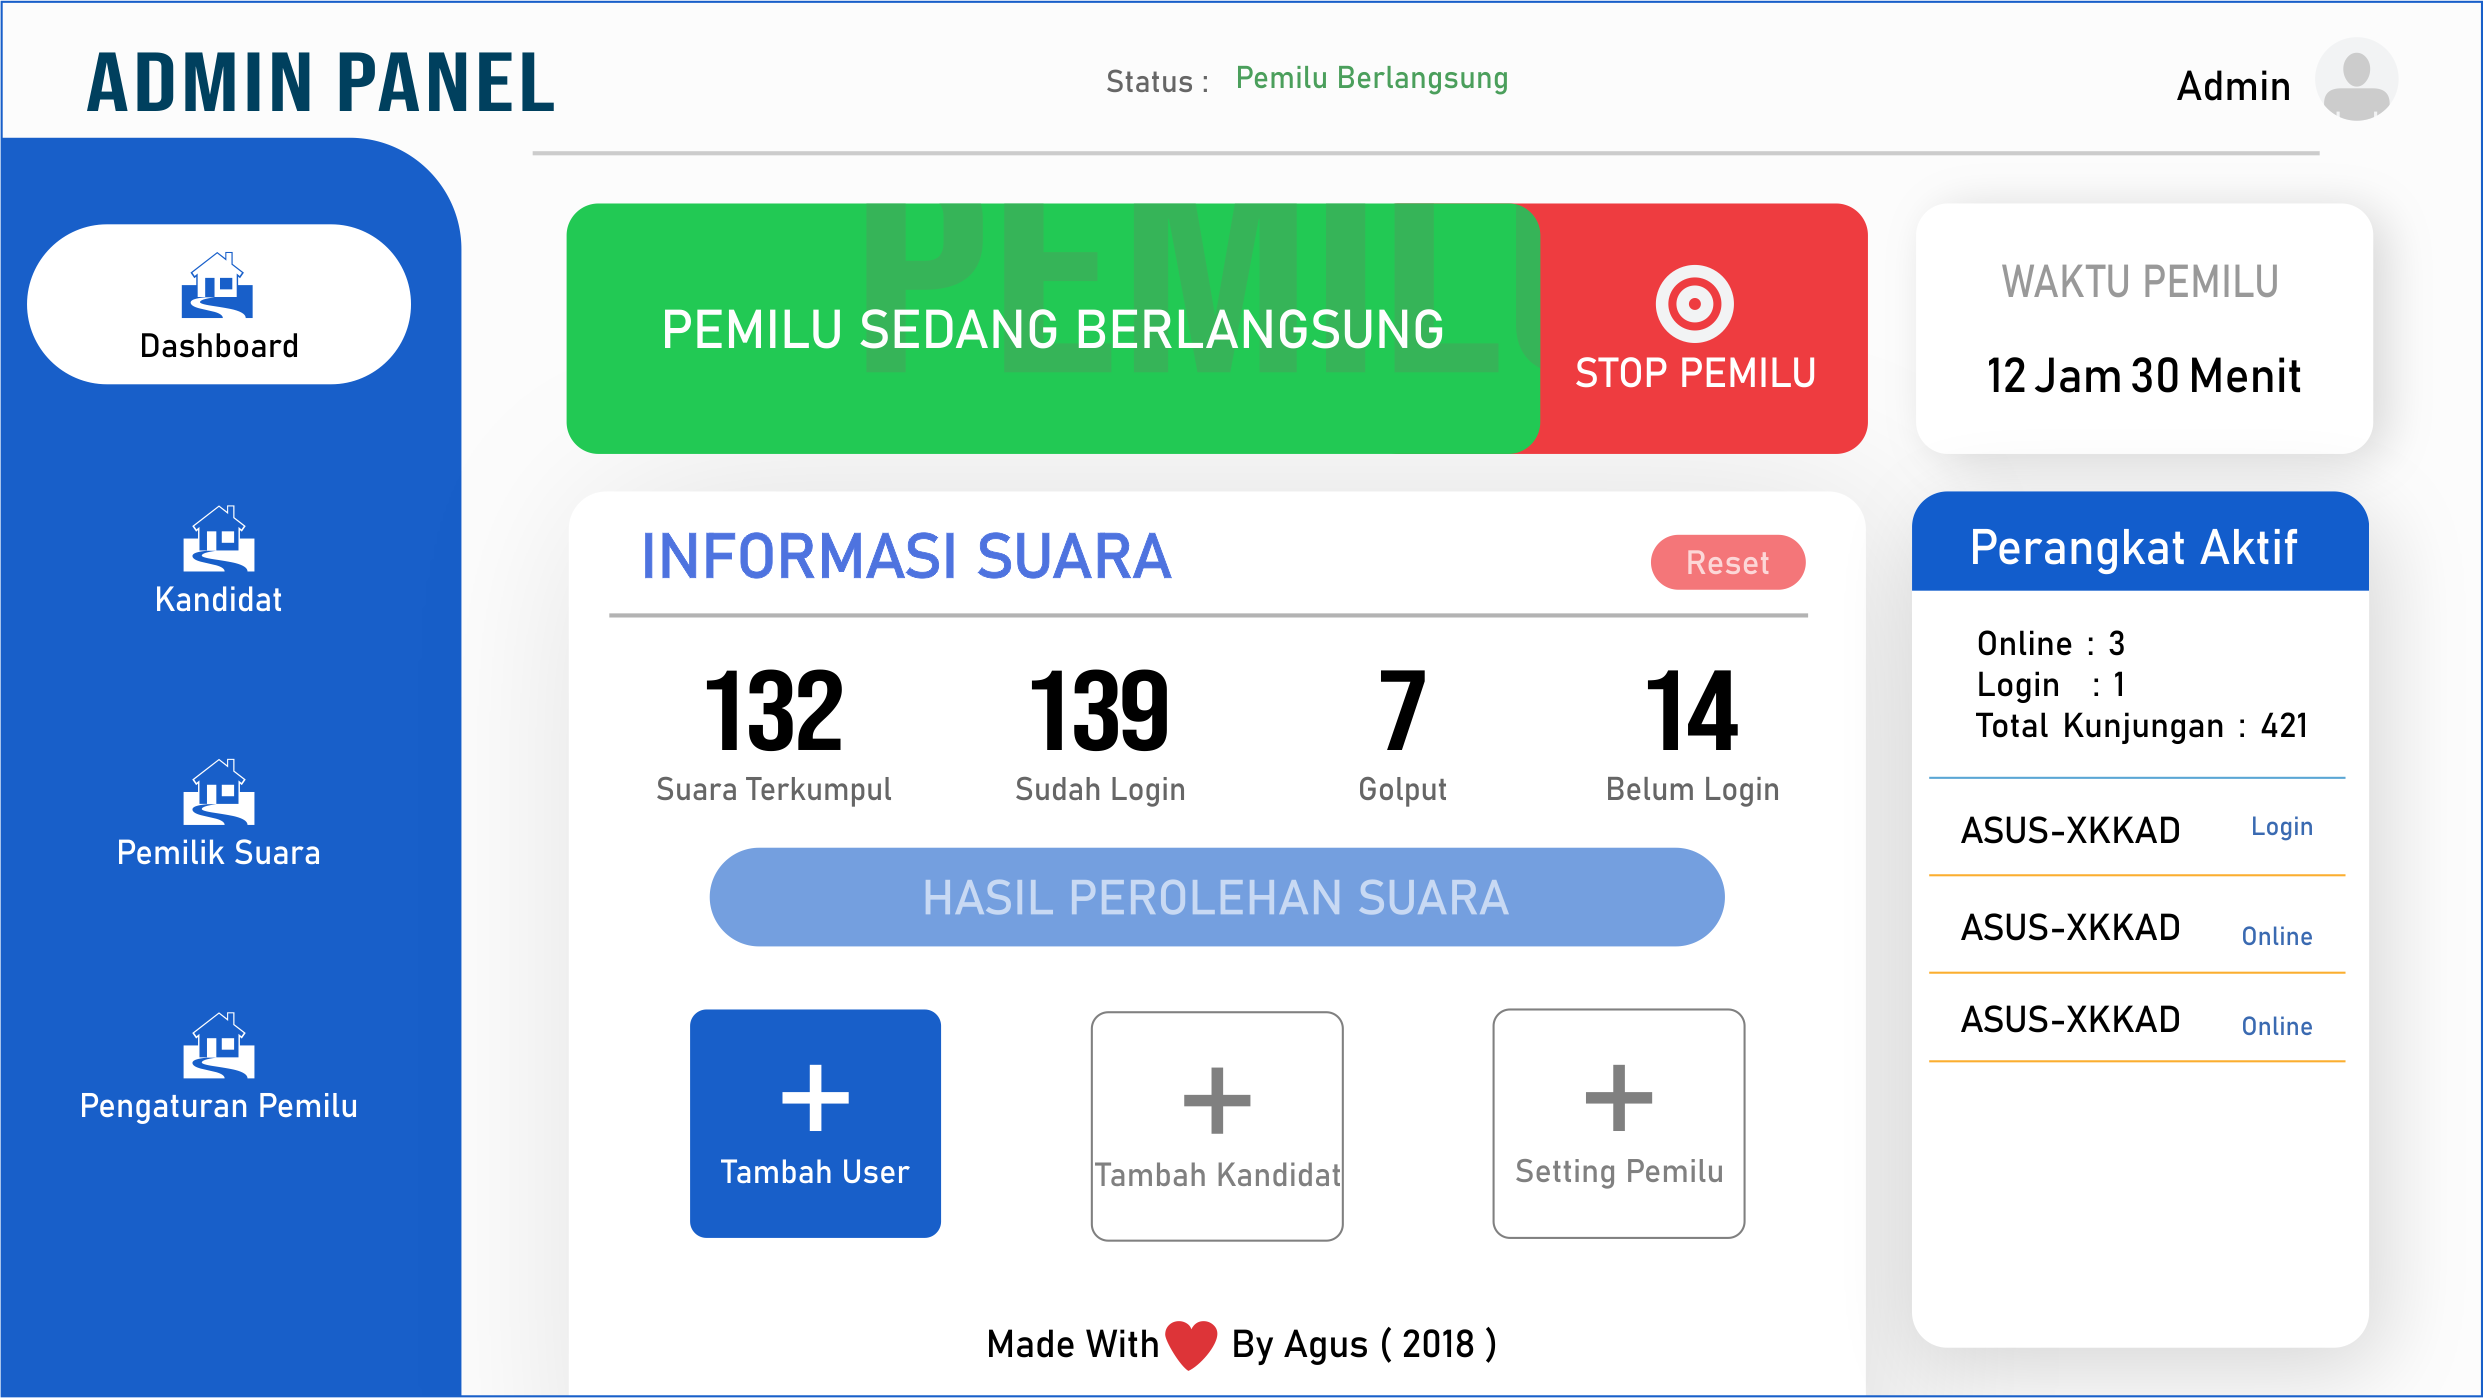 ADMIN PANEL
Status : Pemilu Berlangsung
Admin
Dashboard
Kandidat
Pemilik Suara
Pengaturan Pemilu
PEMILU
PEMILU SEDANG BERLANGSUNG
STOP PEMILU
WAKTU PEMILU
12 Jam 30 Menit
INFORMASI SUARA
Reset
132
Suara Terkumpul
139
Sudah Login
7
Golput
14
Belum Login
HASIL PEROLEHAN SUARA
Tambah User
Tambah Kandidat
Setting Pemilu
Made With By Agus ( 2018 )
Perangkat Aktif
Online : 3
Login : 1
Total Kunjungan : 421
ASUS-XKKAD Login
ASUS-XKKAD Online
ASUS-XKKAD Online